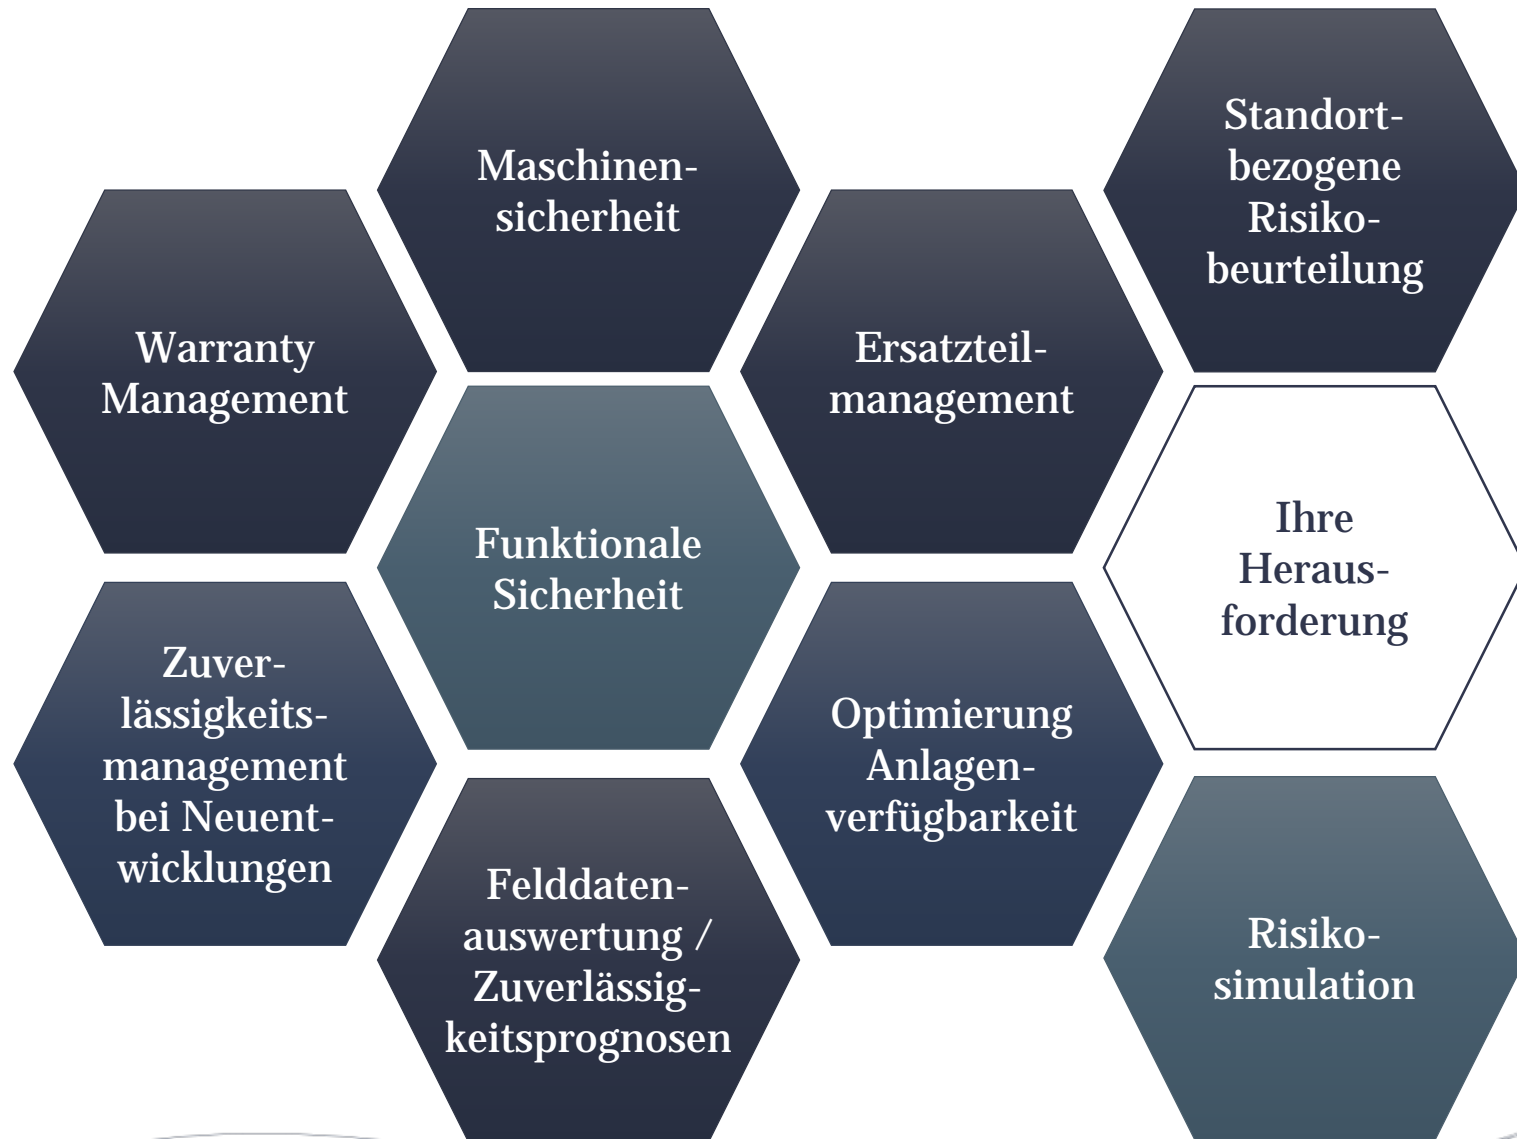 Maschinen-
sicherheit
Standort-
bezogene
Risiko-
beurteilung
Warranty
Management
Ersatzteil-
management
Funktionale
Sicherheit
Ihre
Heraus-
forderung
Zuver-
lässigkeits-
management
bei Neuent-
wicklungen
Optimierung
Anlagen-
verfügbarkeit
Felddaten-
auswertung /
Zuverlässig-
keitsprognosen
Risiko-
simulation